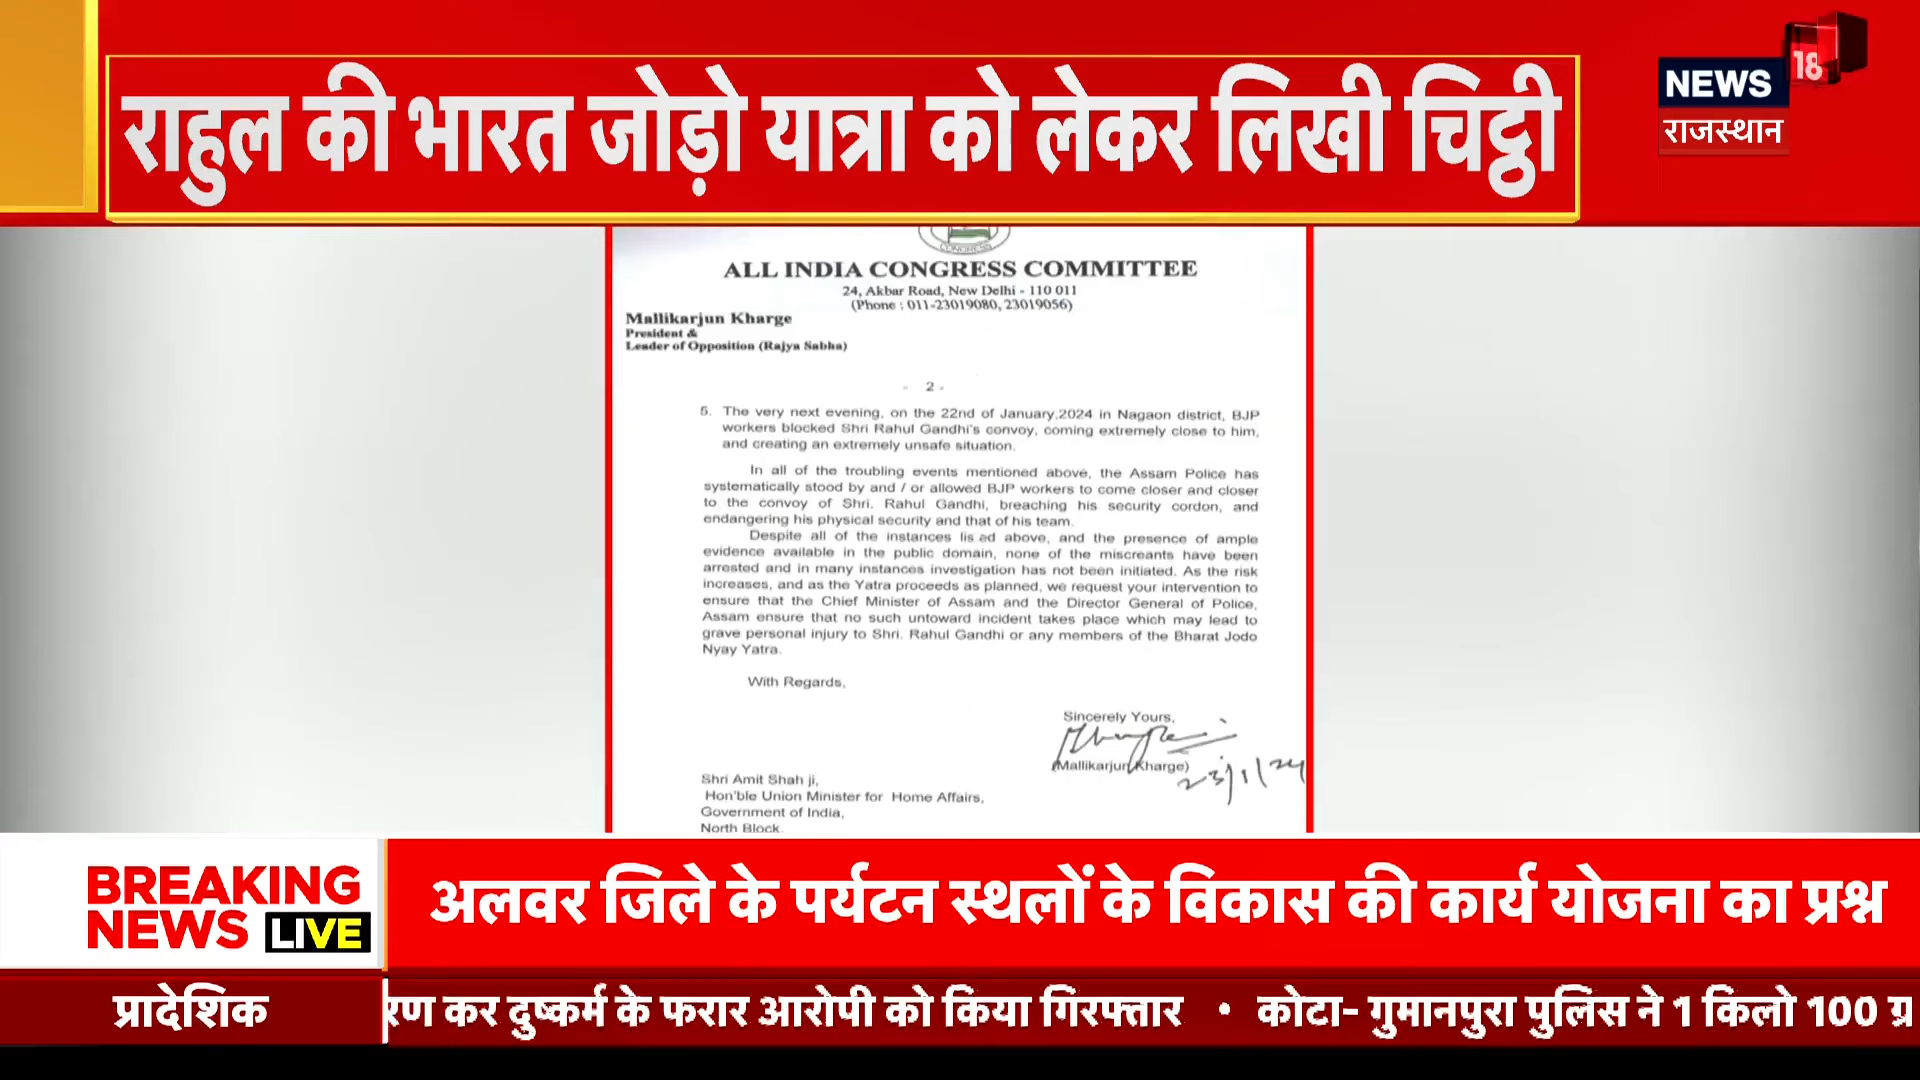 राहुल की भारत जोड़ो यात्रा को लेकर लिखी चिट्ठी
NEWS
18
राजस्थान
CONGRESS
ALL INDIA CONGRESS COMMITTEE
24, Akbar Road, New Delhi - 110 011
(Phone : 011-23019080, 23019056)
Mallikarjun Kharge
President &
Leader of Opposition (Rajya Sabha)
- 2 -
5. The very next evening, on the 22nd of January,2024 in Nagaon district, BJP
workers blocked Shri Rahul Gandhi's convoy, coming extremely close to him,
and creating an extremely unsafe situation.
In all of the troubling events mentioned above, the Assam Police has
systematically stood by and / or allowed BJP workers to come closer and closer
to the convoy of Shri. Rahul Gandhi, breaching his security cordon, and
endangering his physical security and that of his team.
Despite all of the instances lis ed above, and the presence of ample
evidence available in the public domain, none of the miscreants have been
arrested and in many instances investigation has not been initiated. As the risk
increases, and as the Yatra proceeds as planned, we request your intervention to
ensure that the Chief Minister of Assam and the Director General of Police,
Assam ensure that no such untoward incident takes place which may lead to
grave personal injury to Shri. Rahul Gandhi or any members of the Bharat Jodo
Nyay Yatra.
With Regards,
Sincerely Yours,
(Mallikarjun Kharge)
23/1/24
Shri Amit Shah ji,
Hon'ble Union Minister for Home Affairs,
Government of India,
North Block.
BREAKING
NEWS LIVE
अलवर जिले के पर्यटन स्थलों के विकास की कार्य योजना का प्रश्न
प्रादेशिक
रण कर दुष्कर्म के फरार आरोपी को किया गिरफ्तार • कोटा- गुमानपुरा पुलिस ने 1 किलो 100 ग्र